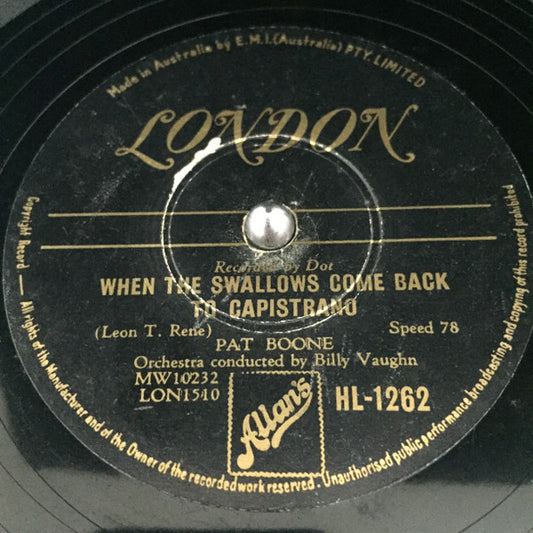 Made in Australia by E.M.I. (Australia) PTY. LIMITED
LONDON
Recorded by Dot
WHEN THE SWALLOWS COME BACK
TO CAPISTRANO
(Leon T. Rene)
Speed 78
PAT BOONE
Orchestra conducted by Billy Vaughn
MW10232
LON1510
Allan's
HL-1262
Copyright Record — All rights of the Manufacturer and of the Owner of the recorded work reserved. Unauthorised public performance broadcasting and copying of this record prohibited